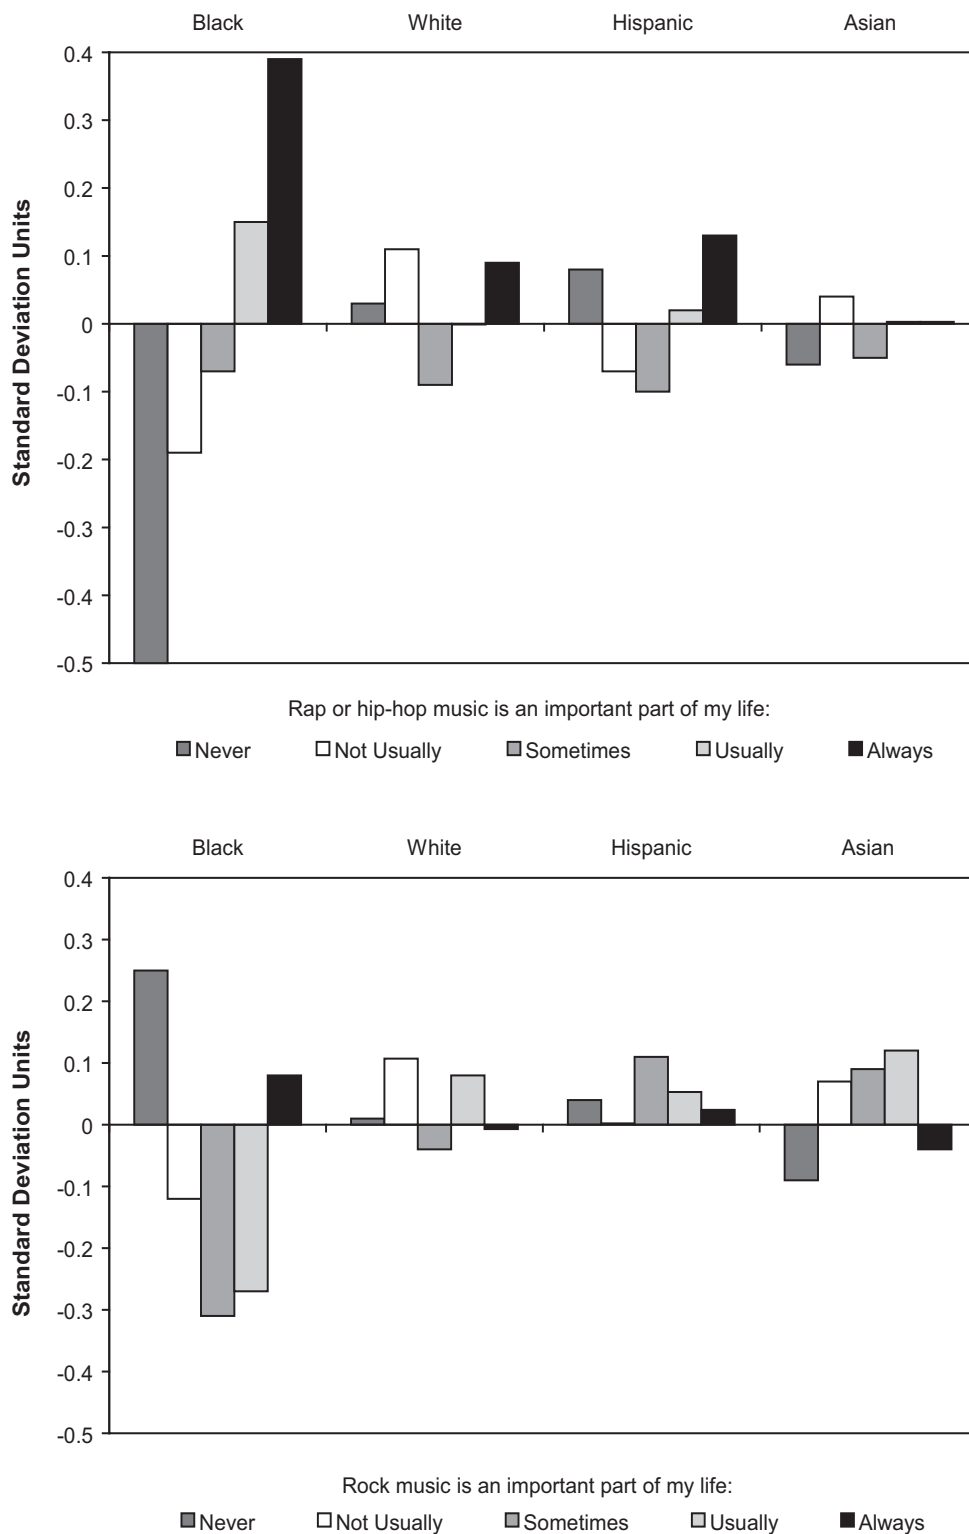 Black White Hispanic Asian
0.4
0.3
0.2
0.1
0
-0.1
-0.2
-0.3
-0.4
-0.5
Standard Deviation Units
Rap or hip-hop music is an important part of my life:
Never Not Usually Sometimes Usually Always
Black White Hispanic Asian
0.4
0.3
0.2
0.1
0
-0.1
-0.2
-0.3
-0.4
-0.5
Standard Deviation Units
Rock music is an important part of my life:
Never Not Usually Sometimes Usually Always